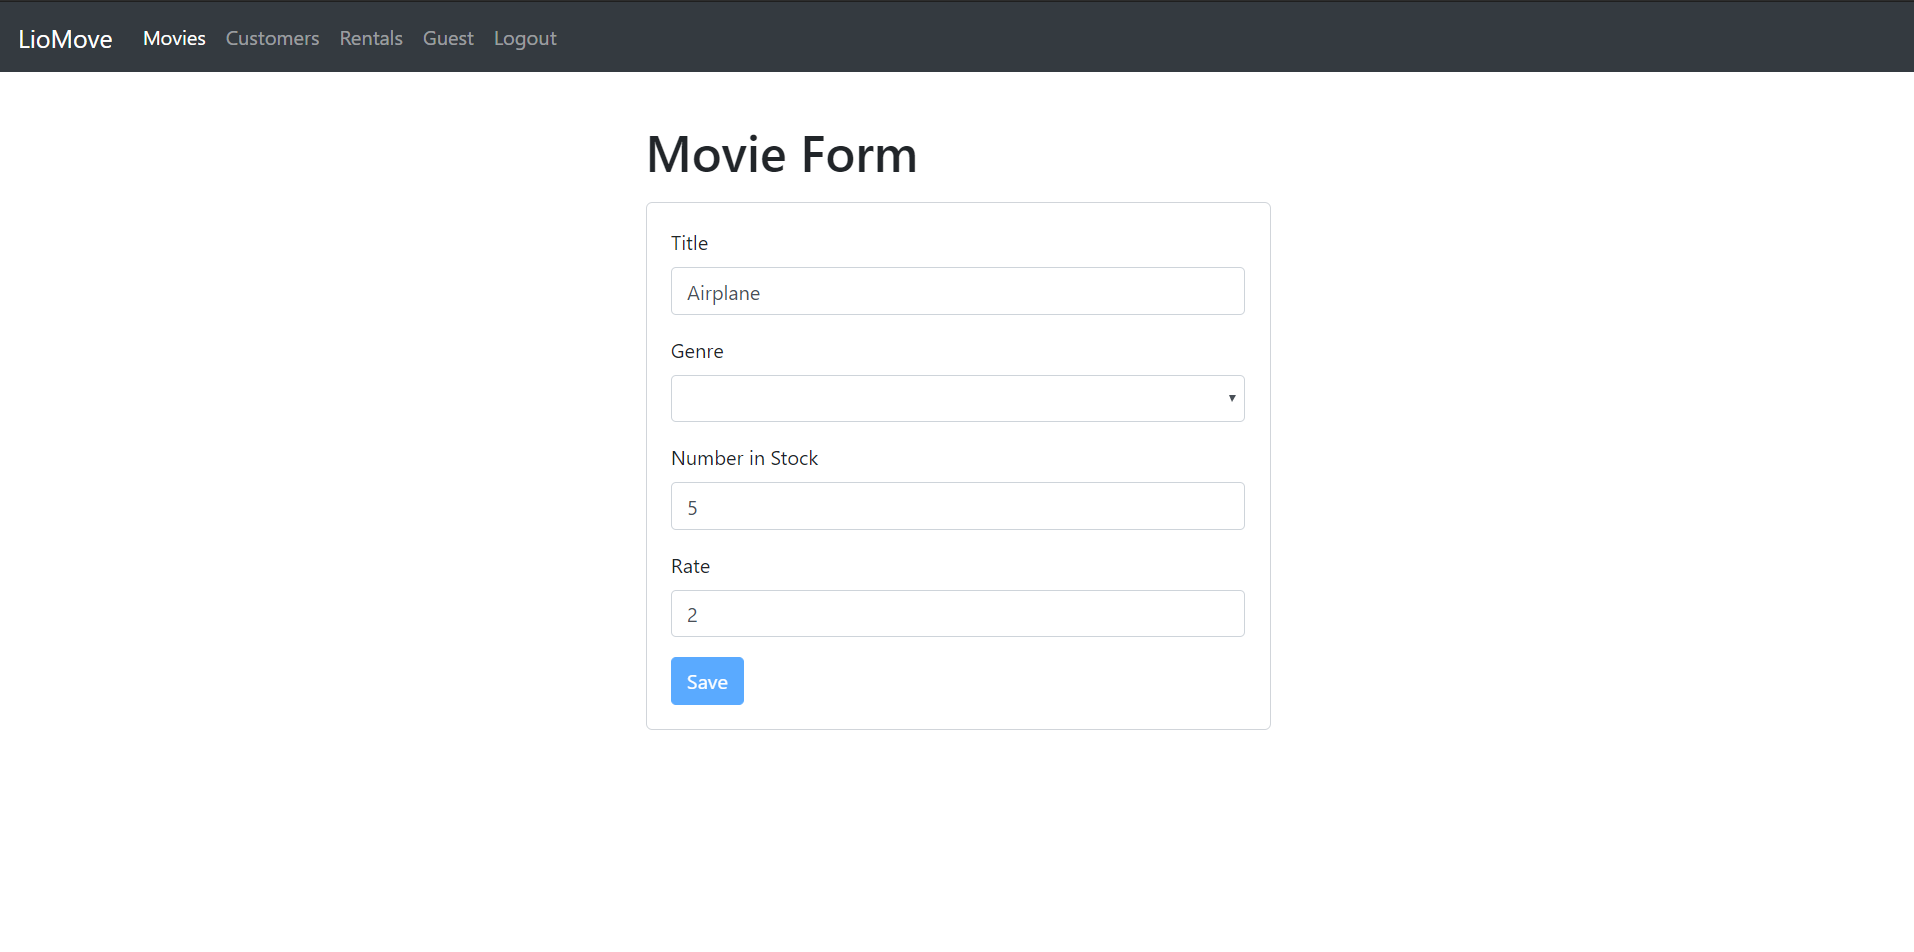 LioMove Movies Customers Rentals Guest Logout
Movie Form
Title
Airplane
Genre
Number in Stock
5
Rate
2
Save